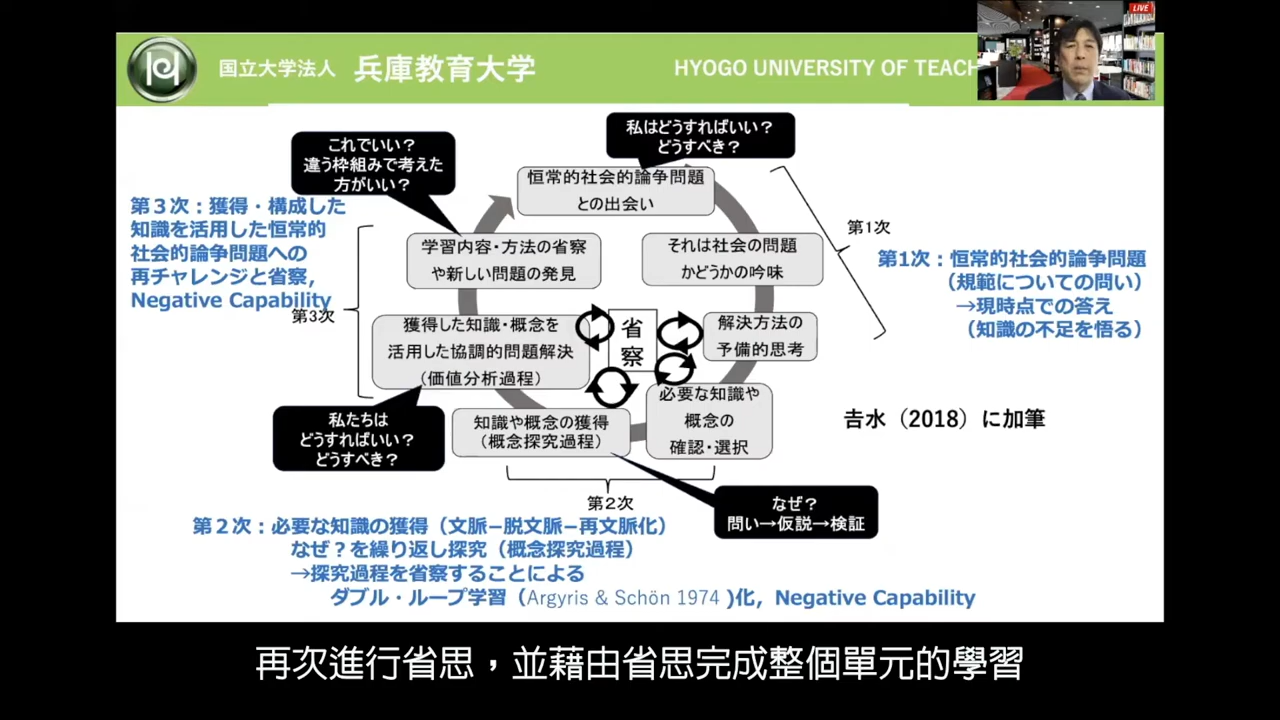 国立大学法人 兵庫教育大学
HYOGO UNIVERSITY OF TEACH
LIVE
私はどうすればいい？
どうすべき？
これでいい？
違う枠組みで考えた
方がいい？
恒常的社会的論争問題
との出会い
第３次：獲得・構成した
知識を活用した恒常的
社会的論争問題への
再チャレンジと省察，
Negative Capability
第3次
学習内容・方法の省察
や新しい問題の発見
それは社会の問題
かどうかの吟味
第1次
第1次：恒常的社会的論争問題
（規範についての問い）
→現時点での答え
（知識の不足を悟る）
獲得した知識・概念を
活用した協調的問題解決
（価値分析過程）
省
察
解決方法の
予備的思考
必要な知識や
概念の
確認・選択
知識や概念の獲得
（概念探究過程）
私たちは
どうすればいい？
どうすべき？
吉水（2018）に加筆
第２次
なぜ？
問い→仮説→検証
第２次：必要な知識の獲得（文脈−脱文脈−再文脈化）
なぜ？を繰り返し探究（概念探究過程）
→探究過程を省察することによる
ダブル・ループ学習（Argyris & Schön 1974 )化，Negative Capability
再次進行省思，並藉由省思完成整個單元的學習